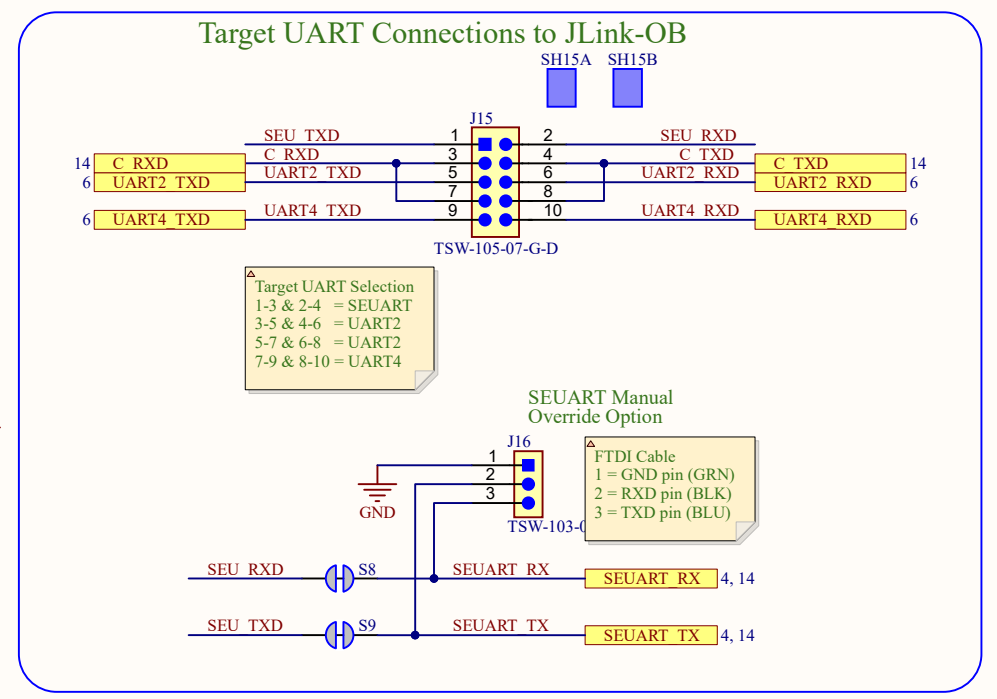 Target UART Connections to JLink-OB
SH15A SH15B
J15
SEU_TXD 1 2 SEU_RXD
14 C_RXD C_RXD 3 4 C_TXD C_TXD 14
6 UART2_TXD UART2_TXD 5 6 UART2_RXD UART2_RXD 6
7 8
6 UART4_TXD UART4_TXD 9 10 UART4_RXD UART4_RXD 6
TSW-105-07-G-D
Target UART Selection
1-3 & 2-4 = SEUART
3-5 & 4-6 = UART2
5-7 & 6-8 = UART2
7-9 & 8-10 = UART4
SEUART Manual
Override Option
J16
1
2
3
GND
TSW-103-0
FTDI Cable
1 = GND pin (GRN)
2 = RXD pin (BLK)
3 = TXD pin (BLU)
SEU_RXD S8 SEUART_RX SEUART_RX 4, 14
SEU_TXD S9 SEUART_TX SEUART_TX 4, 14